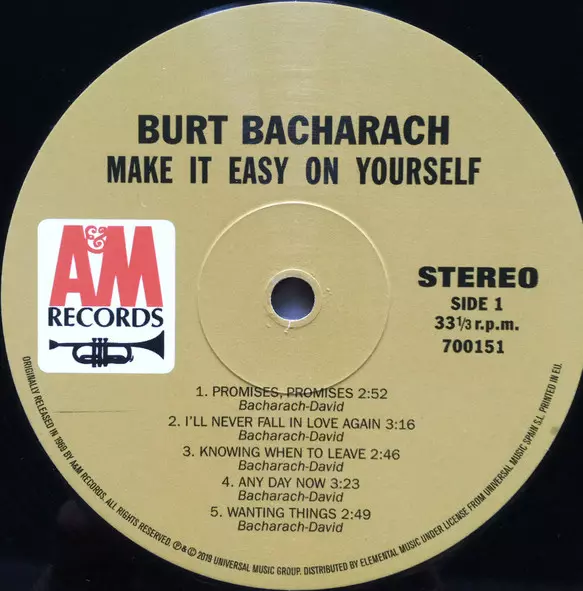 BURT BACHARACH
MAKE IT EASY ON YOURSELF
A&M
RECORDS
STEREO
SIDE 1
33 1/3 r.p.m.
700151
1. PROMISES, PROMISES 2:52
Bacharach-David
2. I'LL NEVER FALL IN LOVE AGAIN 3:16
Bacharach-David
3. KNOWING WHEN TO LEAVE 2:46
Bacharach-David
4. ANY DAY NOW 3:23
Bacharach-David
5. WANTING THINGS 2:49
Bacharach-David
ORIGINALLY RELEASED IN 1969 BY A&M RECORDS. ALL RIGHTS RESERVED. ℗ & © 2019 UNIVERSAL MUSIC GROUP. DISTRIBUTED BY ELEMENTAL MUSIC UNDER LICENSE FROM UNIVERSAL MUSIC SPAIN S.L. PRINTED IN EU.